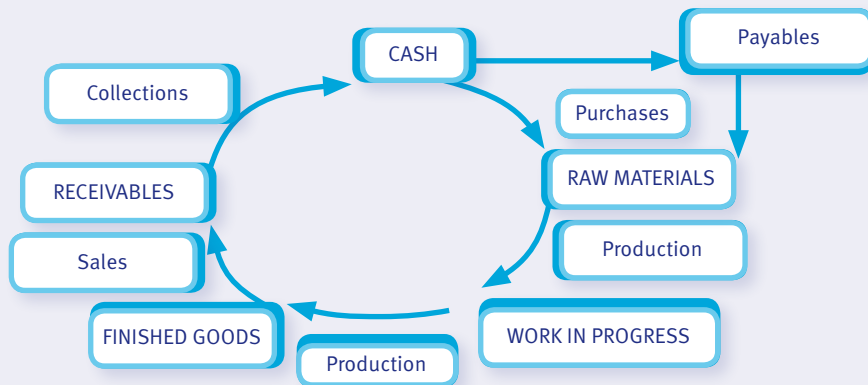 CASH
Payables
Collections
Purchases
RECEIVABLES
RAW MATERIALS
Sales
Production
FINISHED GOODS
WORK IN PROGRESS
Production